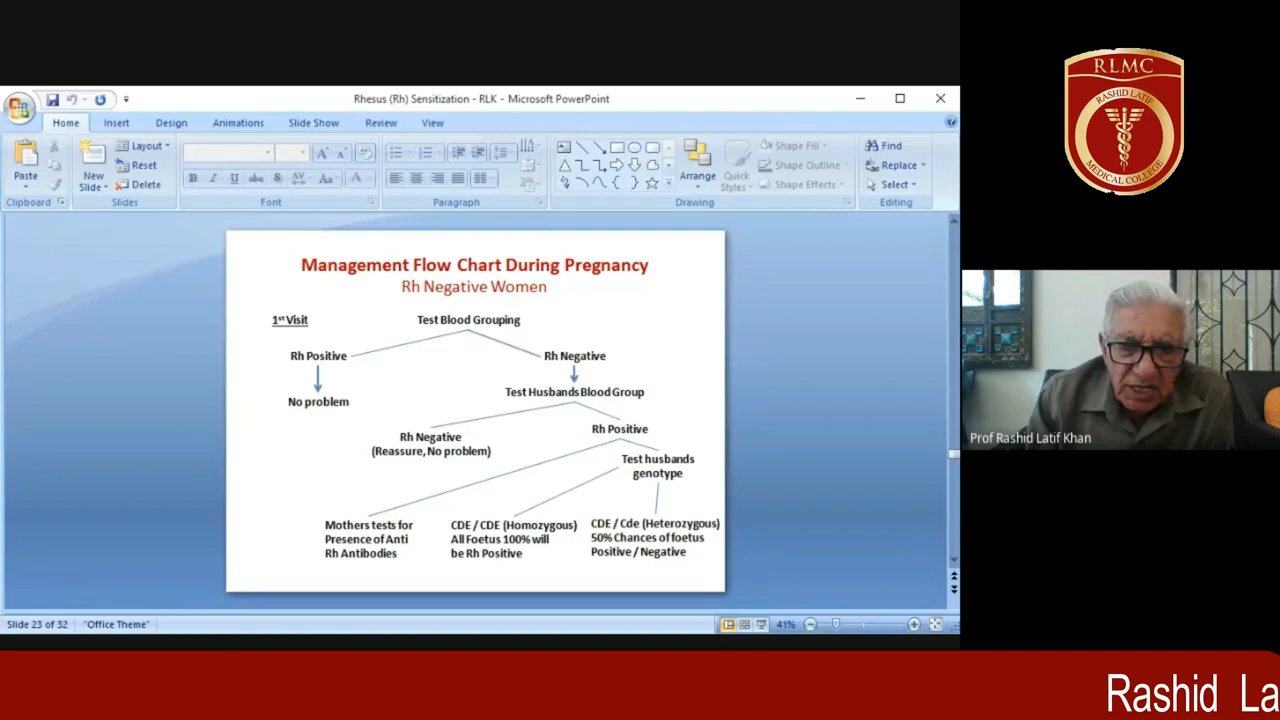 RLMC
RASHID LATIF
MEDICAL COLLEGE
Rhesus (Rh) Sensitization - RLK - Microsoft PowerPoint
Home Insert Design Animations Slide Show Review View
Paste
Clipboard
New Slide
Layout
Reset
Delete
Slides
B I U abc S AV Aa A
A A
Font
Paragraph
Arrange
Quick Styles
Shape Fill
Shape Outline
Shape Effects
Drawing
Find
Replace
Select
Editing
Management Flow Chart During Pregnancy
Rh Negative Women
1st Visit
Test Blood Grouping
Rh Positive
Rh Negative
No problem
Test Husbands Blood Group
Rh Negative
(Reassure, No problem)
Rh Positive
Test husbands
genotype
Mothers tests for
Presence of Anti
Rh Antibodies
CDE / CDE (Homozygous)
All Foetus 100% will
be Rh Positive
CDE / Cde (Heterozygous)
50% Chances of foetus
Positive / Negative
Prof Rashid Latif Khan
Slide 23 of 32 "Office Theme" 41%
Rashid La